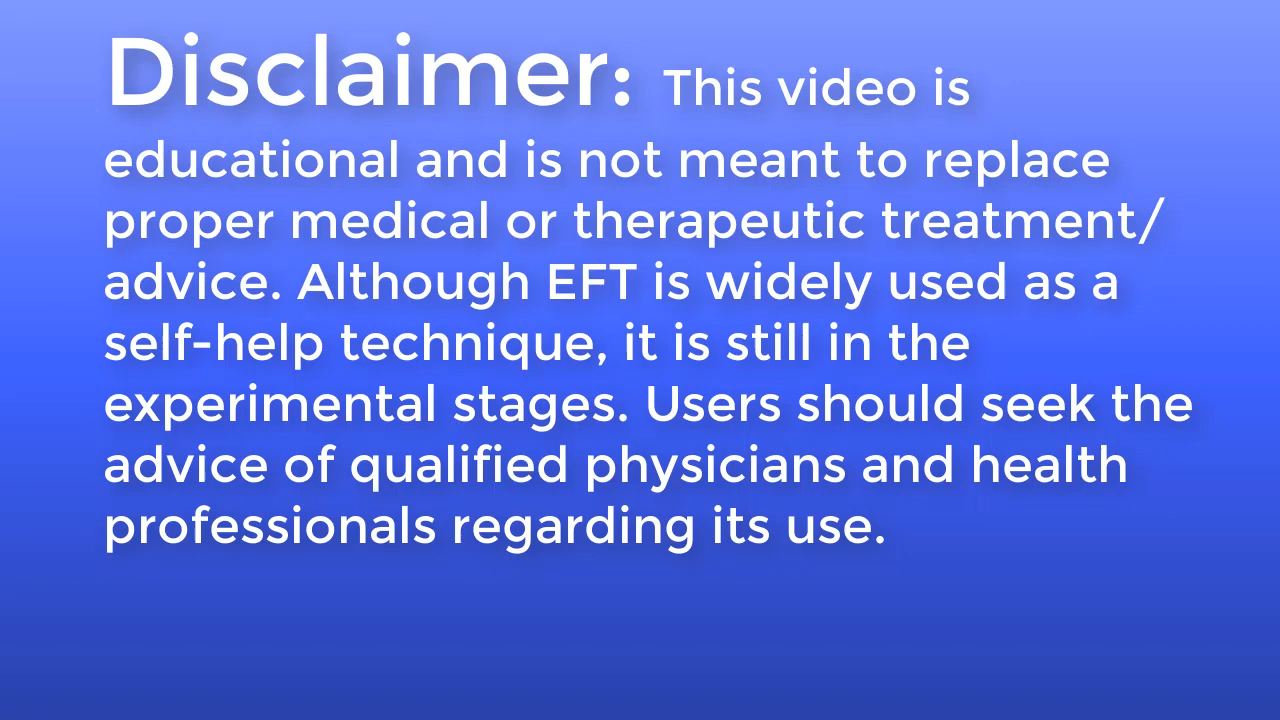 Disclaimer: This video is
educational and is not meant to replace
proper medical or therapeutic treatment/
advice. Although EFT is widely used as a
self-help technique, it is still in the
experimental stages. Users should seek the
advice of qualified physicians and health
professionals regarding its use.